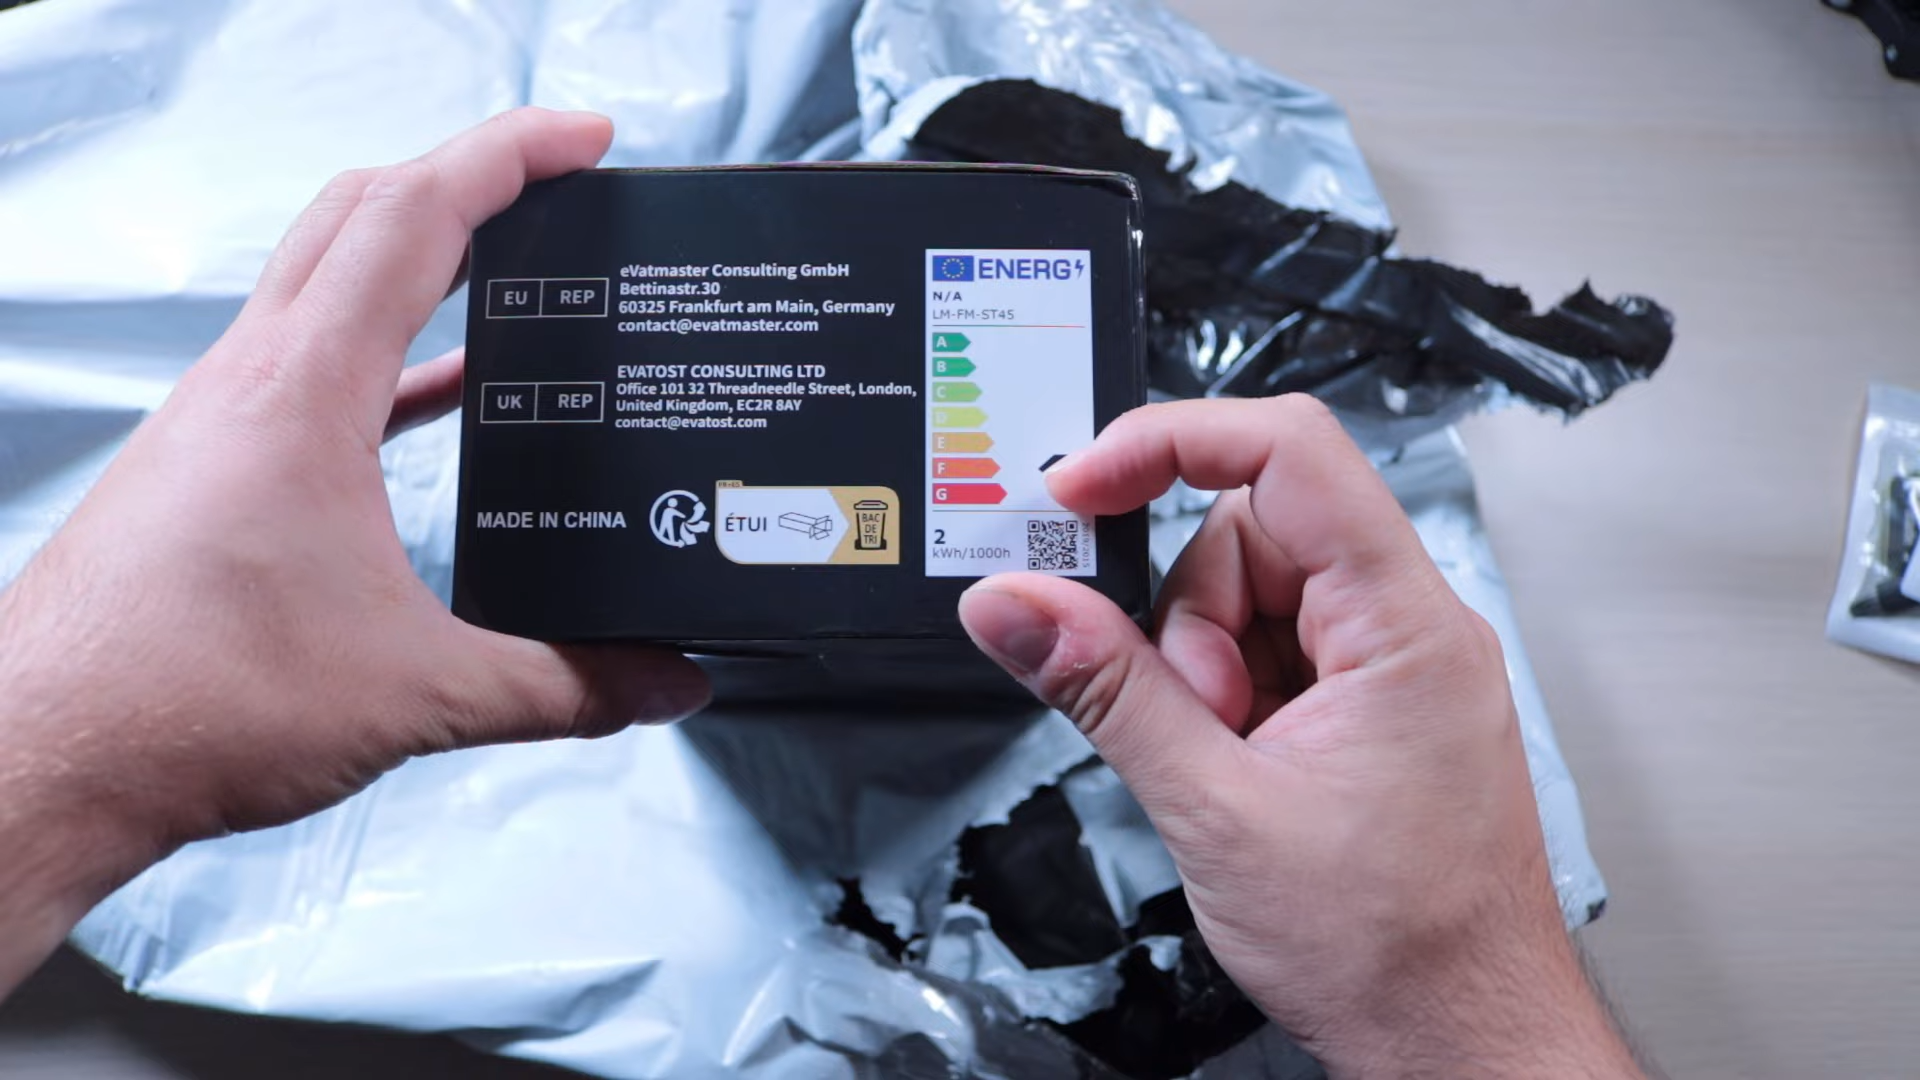 EU REP
eVatmaster Consulting GmbH
Bettinastr.30
60325 Frankfurt am Main, Germany
contact@evatmaster.com
UK REP
EVATOST CONSULTING LTD
Office 101 32 Threadneedle Street, London,
United Kingdom, EC2R 8AY
contact@evatost.com
MADE IN CHINA
ÉTUI
BAC
DE
TRI
ENERG
N/A
LM-FM-ST45
A
B
C
D
E
F
G
2
kWh/1000h
2019/2015